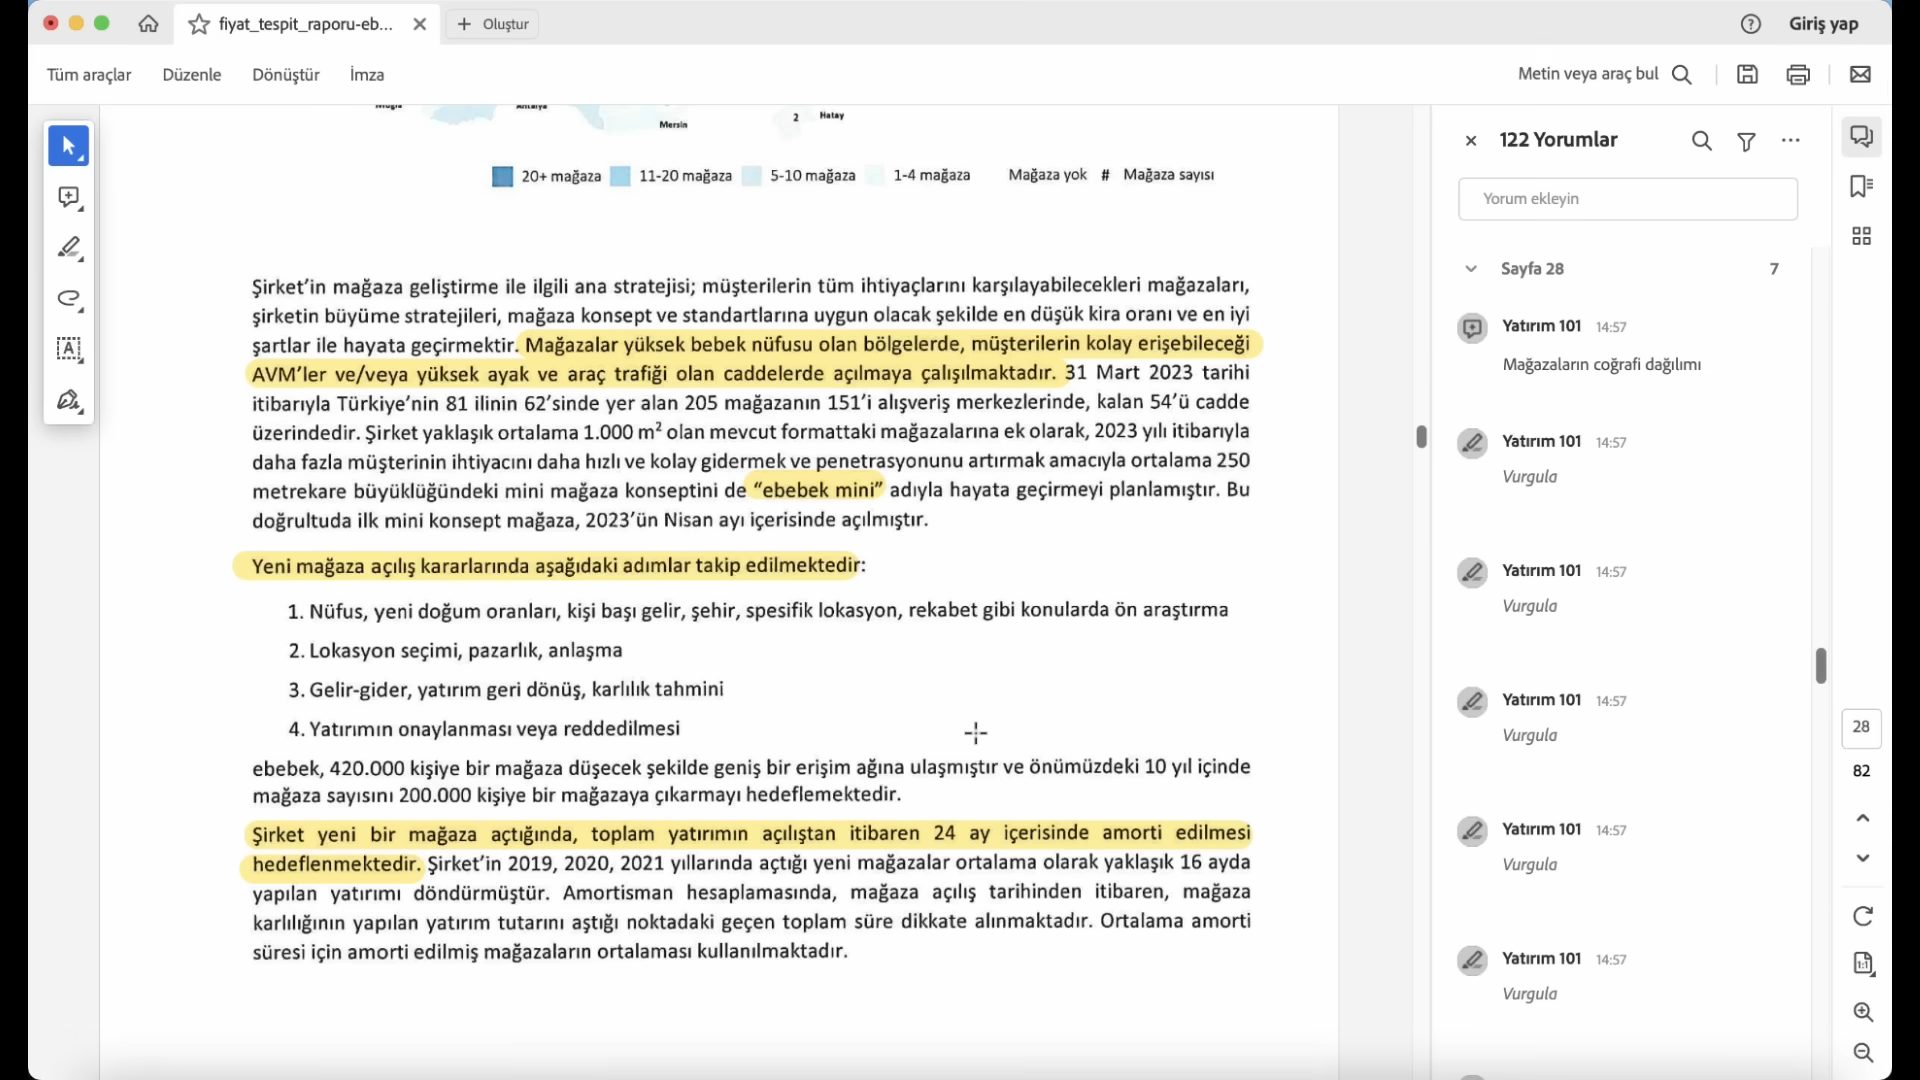 fiyat_tespit_raporu-eb...
Oluştur
Giriş yap
Tüm araçlar
Düzenle
Dönüştür
İmza
Metin veya araç bul
Muğla
Antalya
Mersin
2
Hatay
20+ mağaza
11-20 mağaza
5-10 mağaza
1-4 mağaza
Mağaza yok
# Mağaza sayısı
Şirket’in mağaza geliştirme ile ilgili ana stratejisi; müşterilerin tüm ihtiyaçlarını karşılayabilecekleri mağazaları,
şirketin büyüme stratejileri, mağaza konsept ve standartlarına uygun olacak şekilde en düşük kira oranı ve en iyi
şartlar ile hayata geçirmektir. Mağazalar yüksek bebek nüfusu olan bölgelerde, müşterilerin kolay erişebileceği
AVM’ler ve/veya yüksek ayak ve araç trafiği olan caddelerde açılmaya çalışılmaktadır. 31 Mart 2023 tarihi
itibarıyla Türkiye’nin 81 ilinin 62’sinde yer alan 205 mağazanın 151’i alışveriş merkezlerinde, kalan 54’ü cadde
üzerindedir. Şirket yaklaşık ortalama 1.000 m² olan mevcut formattaki mağazalarına ek olarak, 2023 yılı itibarıyla
daha fazla müşterinin ihtiyacını daha hızlı ve kolay gidermek ve penetrasyonunu artırmak amacıyla ortalama 250
metrekare büyüklüğündeki mini mağaza konseptini de “ebebek mini” adıyla hayata geçirmeyi planlamıştır. Bu
doğrultuda ilk mini konsept mağaza, 2023’ün Nisan ayı içerisinde açılmıştır.
Yeni mağaza açılış kararlarında aşağıdaki adımlar takip edilmektedir:
1. Nüfus, yeni doğum oranları, kişi başı gelir, şehir, spesifik lokasyon, rekabet gibi konularda ön araştırma
2. Lokasyon seçimi, pazarlık, anlaşma
3. Gelir-gider, yatırım geri dönüş, karlılık tahmini
4. Yatırımın onaylanması veya reddedilmesi
ebebek, 420.000 kişiye bir mağaza düşecek şekilde geniş bir erişim ağına ulaşmıştır ve önümüzdeki 10 yıl içinde
mağaza sayısını 200.000 kişiye bir mağazaya çıkarmayı hedeflemektedir.
Şirket yeni bir mağaza açtığında, toplam yatırımın açılıştan itibaren 24 ay içerisinde amorti edilmesi
hedeflenmektedir. Şirket’in 2019, 2020, 2021 yıllarında açtığı yeni mağazalar ortalama olarak yaklaşık 16 ayda
yapılan yatırımı döndürmüştür. Amortisman hesaplamasında, mağaza açılış tarihinden itibaren, mağaza
karlılığının yapılan yatırım tutarını aştığı noktadaki geçen toplam süre dikkate alınmaktadır. Ortalama amorti
süresi için amorti edilmiş mağazaların ortalaması kullanılmaktadır.
122 Yorumlar
Yorum ekleyin
Sayfa 28 7
Yatırım 101 14:57
Mağazaların coğrafi dağılımı
Yatırım 101 14:57
Vurgula
Yatırım 101 14:57
Vurgula
Yatırım 101 14:57
Vurgula
Yatırım 101 14:57
Vurgula
Yatırım 101 14:57
Vurgula
28
82
1:1